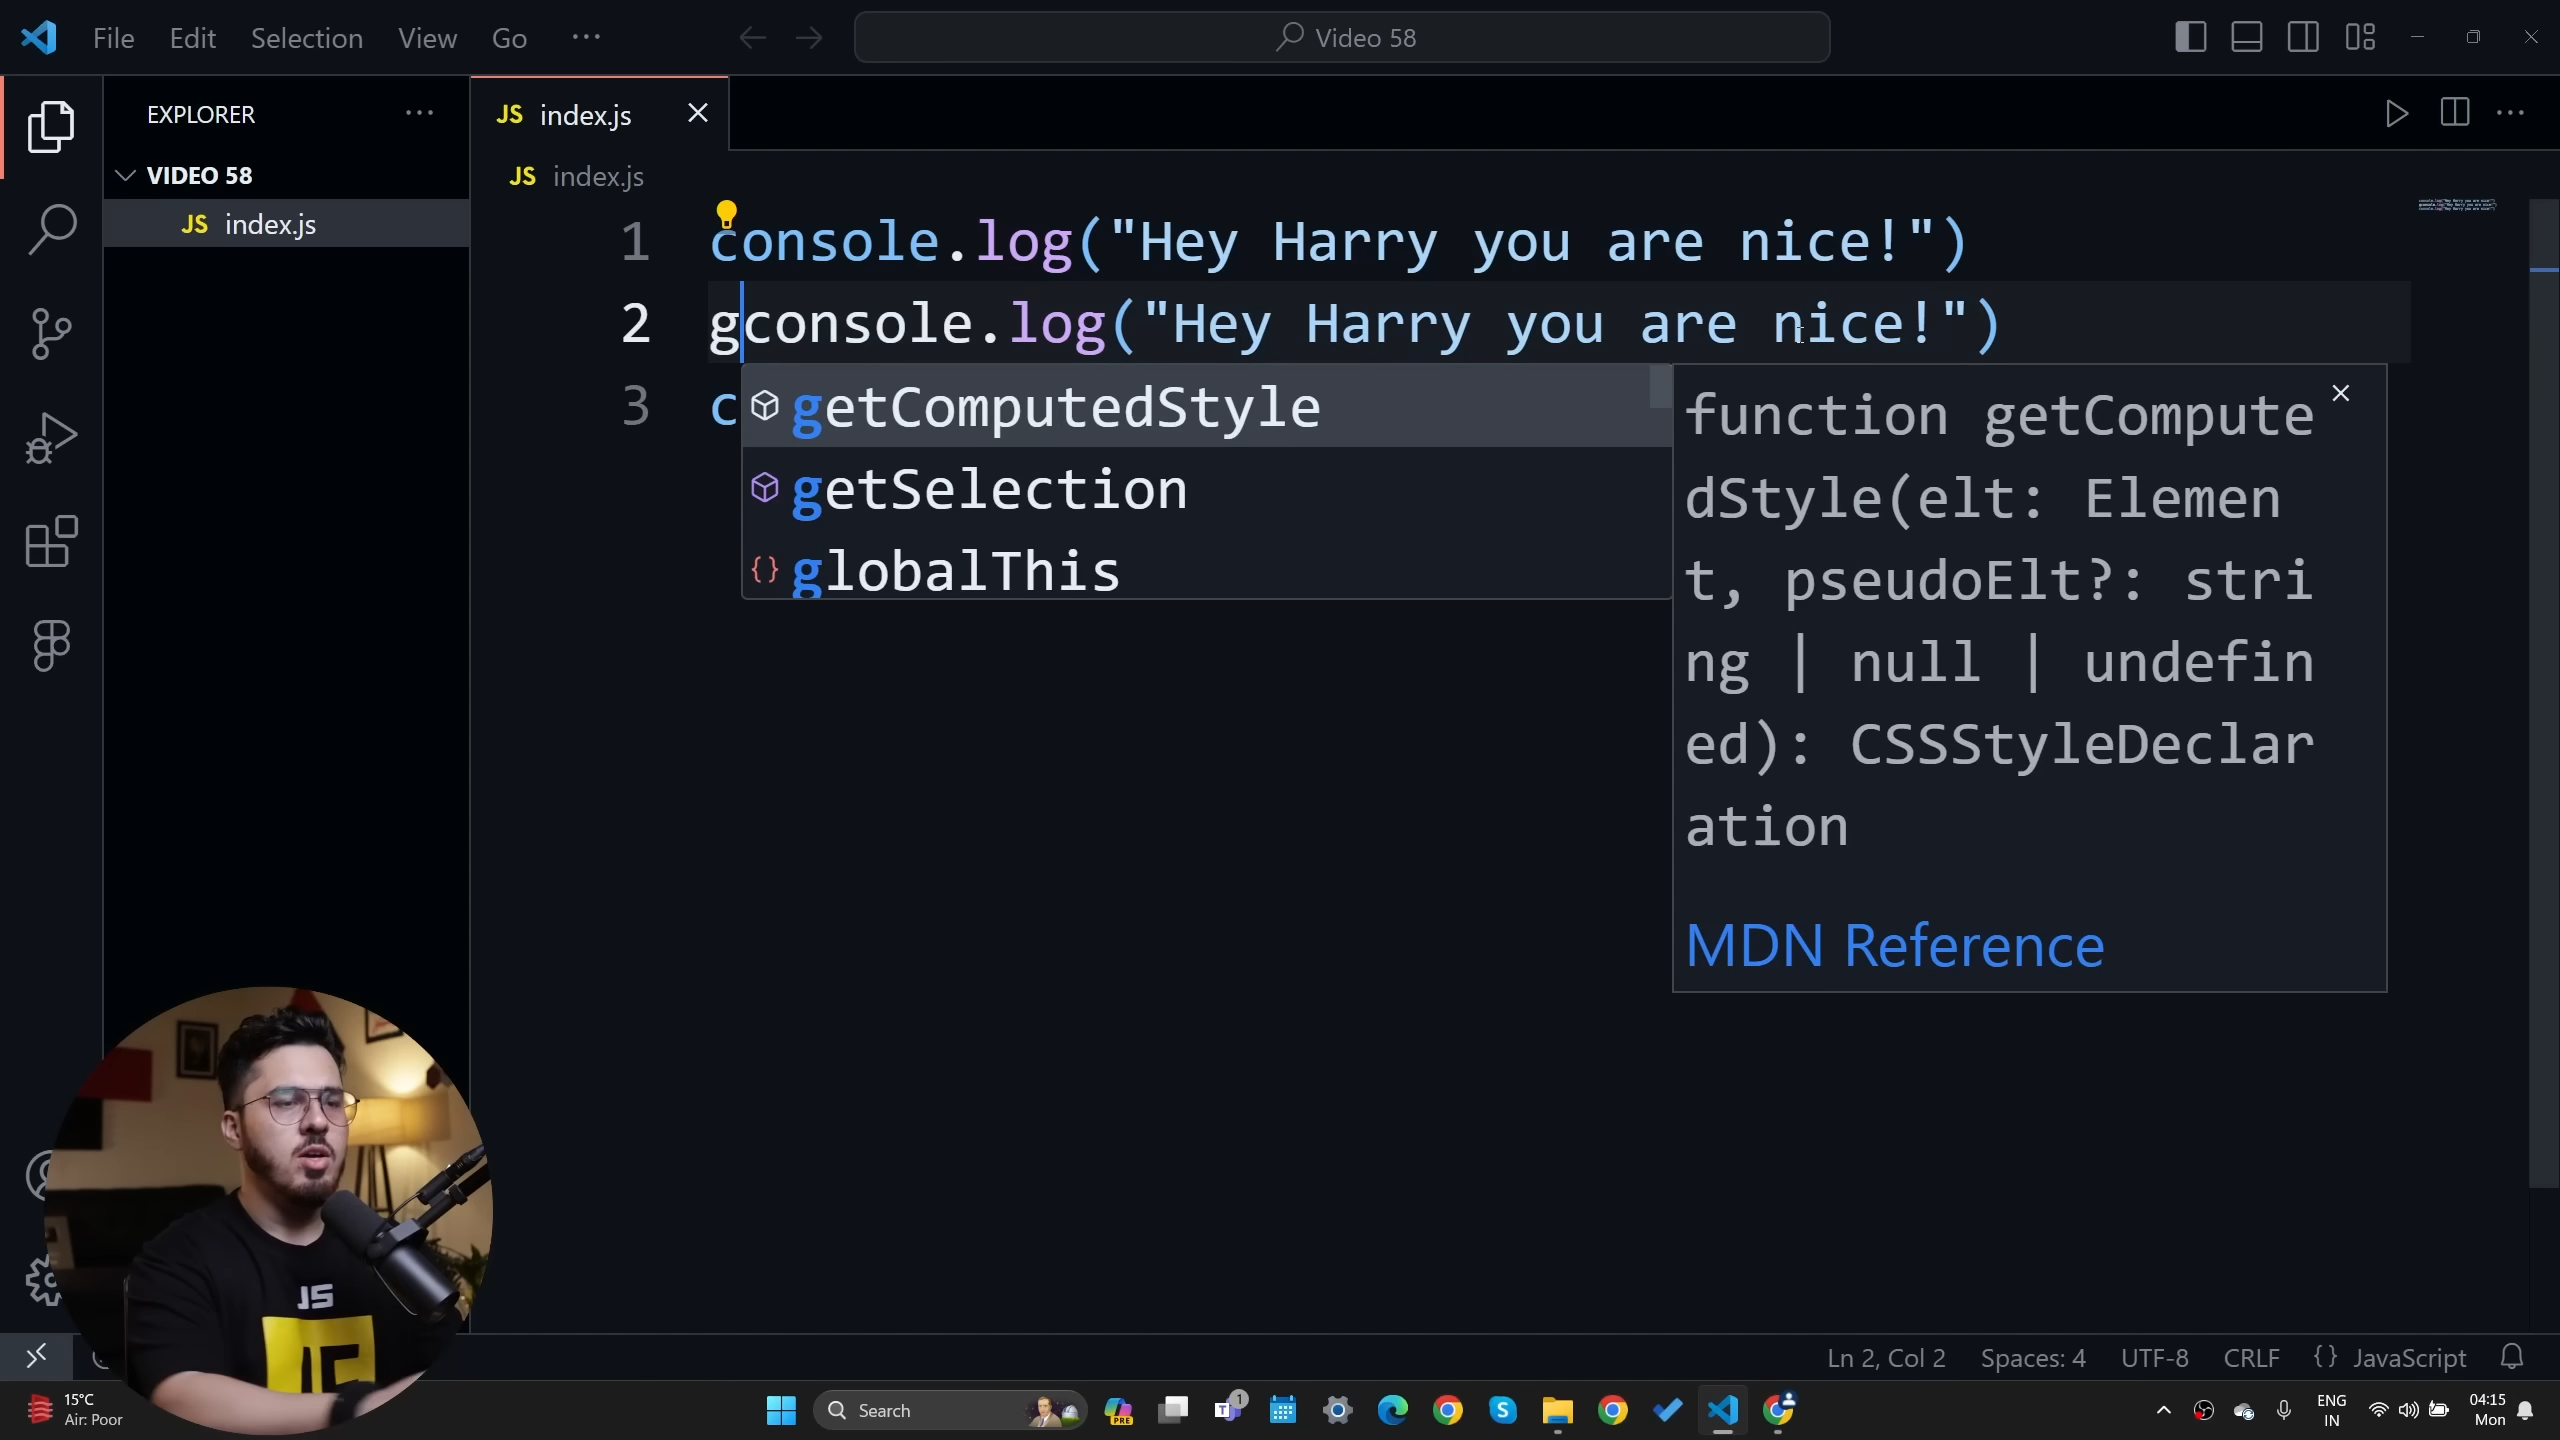 File Edit Selection View Go ...
Video 58
EXPLORER ...
VIDEO 58
JS index.js
JS index.js
JS index.js
1 console.log("Hey Harry you are nice!")
2 gconsole.log("Hey Harry you are nice!")
3 c
getComputedStyle
getSelection
globalThis
function getCompute
dStyle(elt: Elemen
t, pseudoElt?: stri
ng | null | undefin
ed): CSSStyleDeclar
ation
MDN Reference
JS
Ln 2, Col 2 Spaces: 4 UTF-8 CRLF {} JavaScript
15°C
Air: Poor
Search
PRE
1
ENG
IN
04:15
Mon